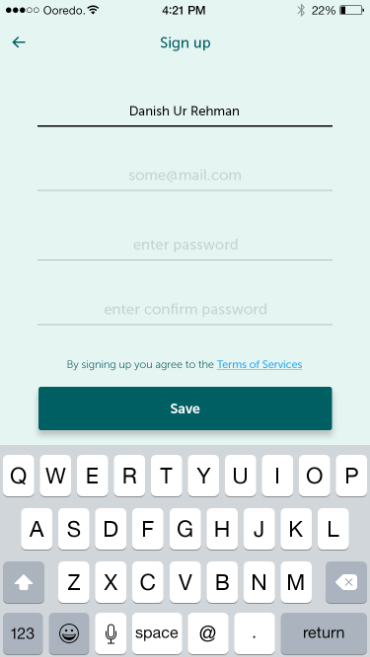 Ooredo. 4:21 PM 22%
Sign up
Danish Ur Rehman
some@mail.com
enter password
enter confirm password
By signing up you agree to the Terms of Services
Save
Q W E R T Y U I O P
A S D F G H J K L
Z X C V B N M
123 space @ . return